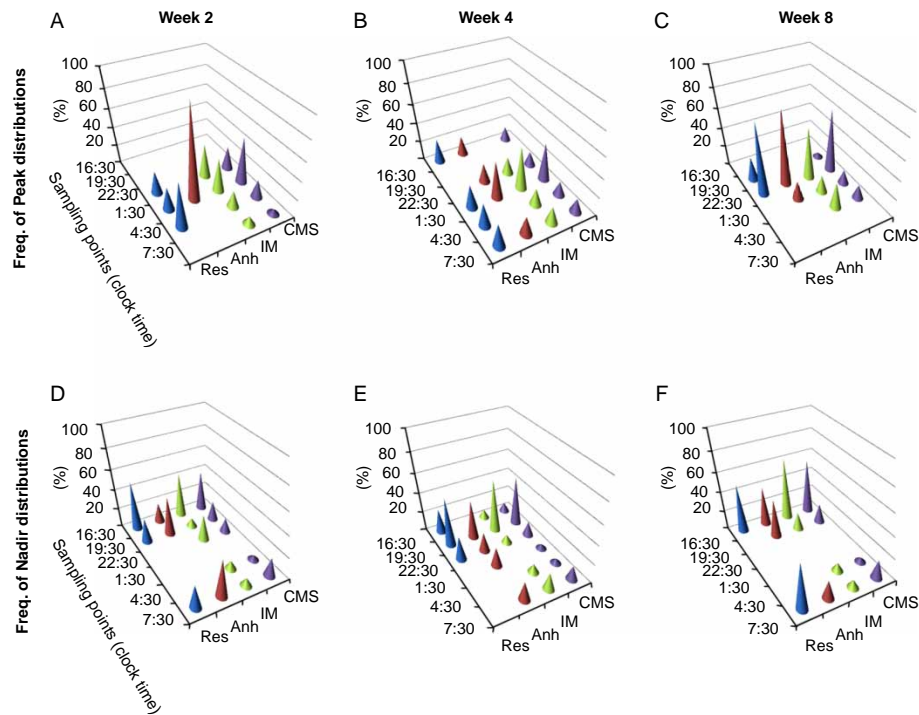 A Week 2
B Week 4
C Week 8
Freq. of Peak distributions
(%)
100
80
60
40
20
16:30
19:30
22:30
1:30
4:30
7:30
Sampling points (clock time)
Res
Anh
IM
CMS
(%)
100
80
60
40
20
16:30
19:30
22:30
1:30
4:30
7:30
Res
Anh
IM
CMS
(%)
100
80
60
40
20
16:30
19:30
22:30
1:30
4:30
7:30
Res
Anh
IM
CMS
D
E
F
Freq. of Nadir distributions
(%)
100
80
60
40
20
16:30
19:30
22:30
1:30
4:30
7:30
Sampling points (clock time)
Res
Anh
IM
CMS
(%)
100
80
60
40
20
16:30
19:30
22:30
1:30
4:30
7:30
Res
Anh
IM
CMS
(%)
100
80
60
40
20
16:30
19:30
22:30
1:30
4:30
7:30
Res
Anh
IM
CMS